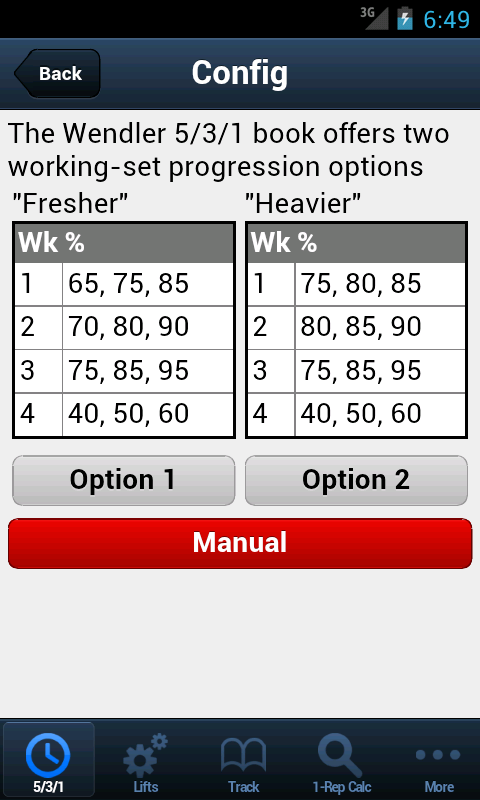 3G 6:49
Back Config
The Wendler 5/3/1 book offers two
working-set progression options
"Fresher" "Heavier"
Wk % Wk %
1 65, 75, 85 1 75, 80, 85
2 70, 80, 90 2 80, 85, 90
3 75, 85, 95 3 75, 85, 95
4 40, 50, 60 4 40, 50, 60
Option 1 Option 2
Manual
5/3/1 Lifts Track 1-Rep Calc More